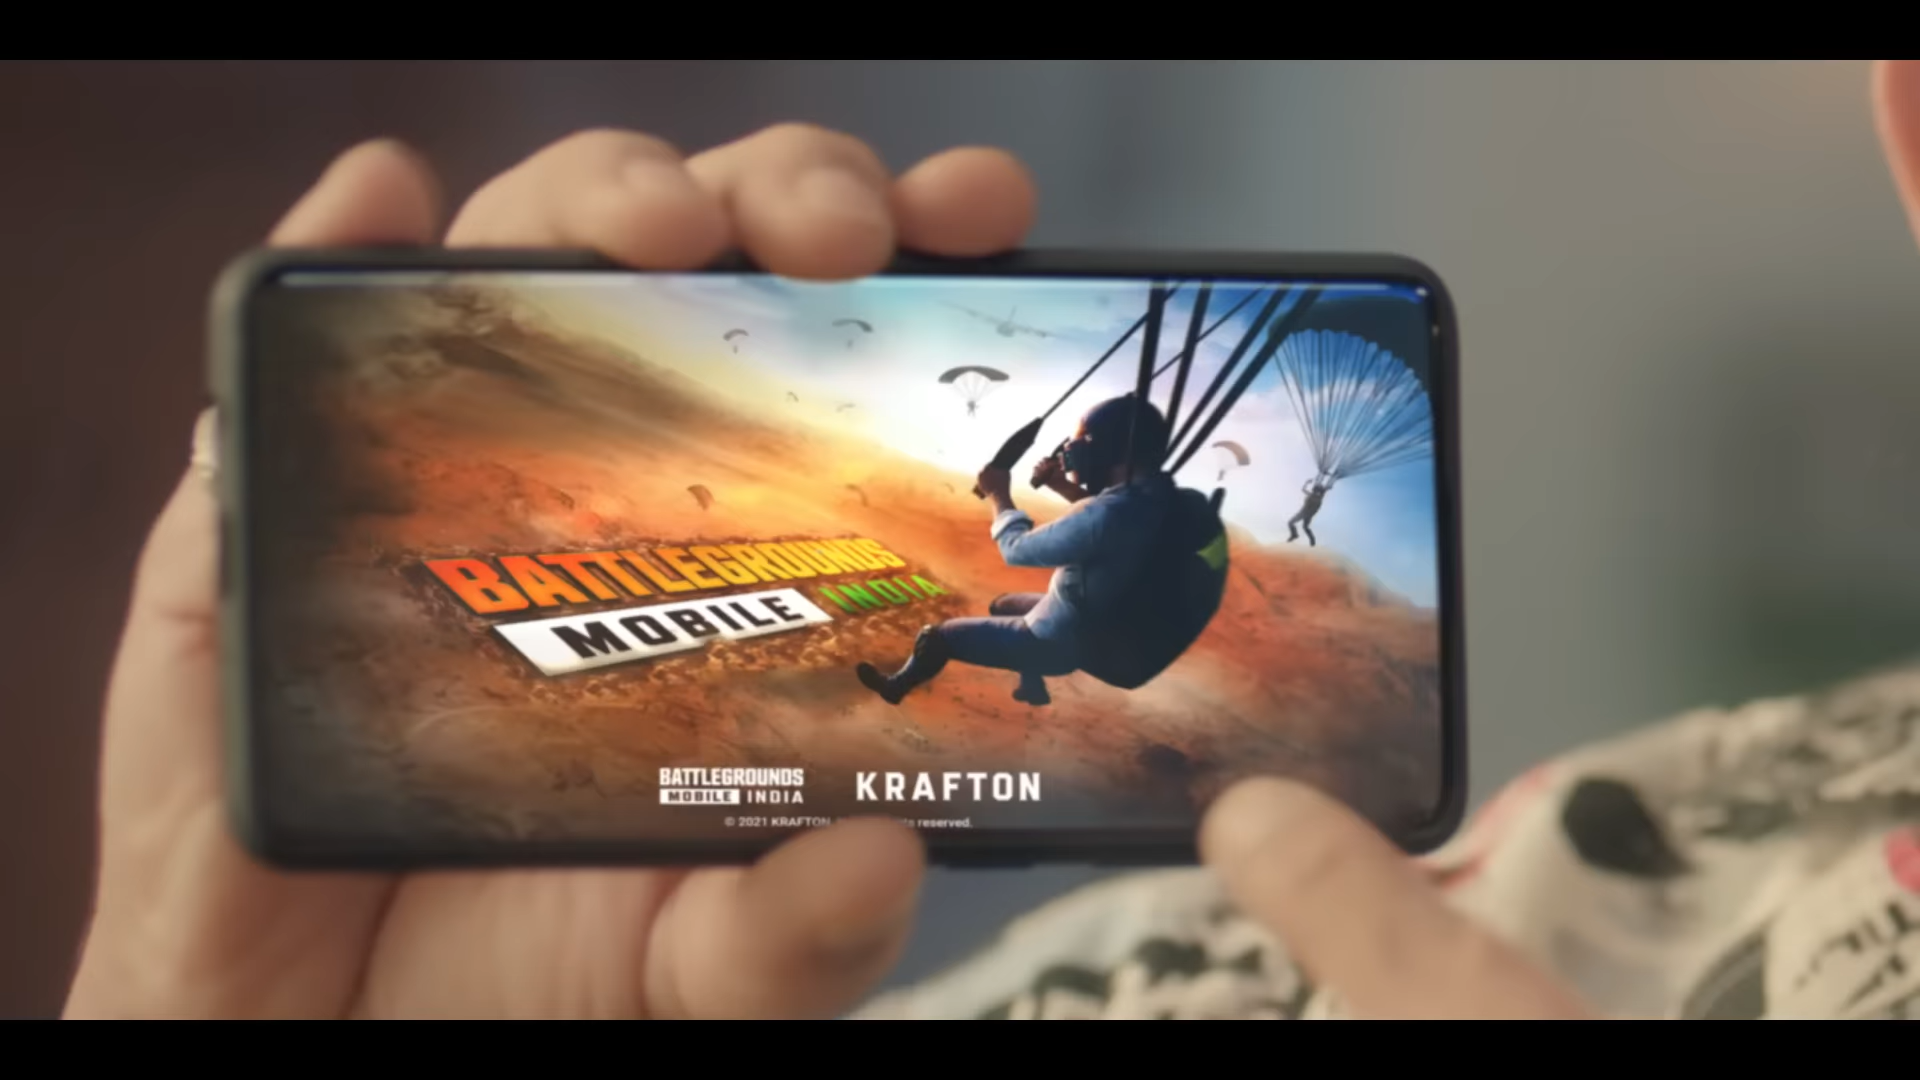 BATTLEGROUNDS
MOBILE INDIA
BATTLEGROUNDS
MOBILE INDIA
KRAFTON
© 2021 KRAFTON, reserved.